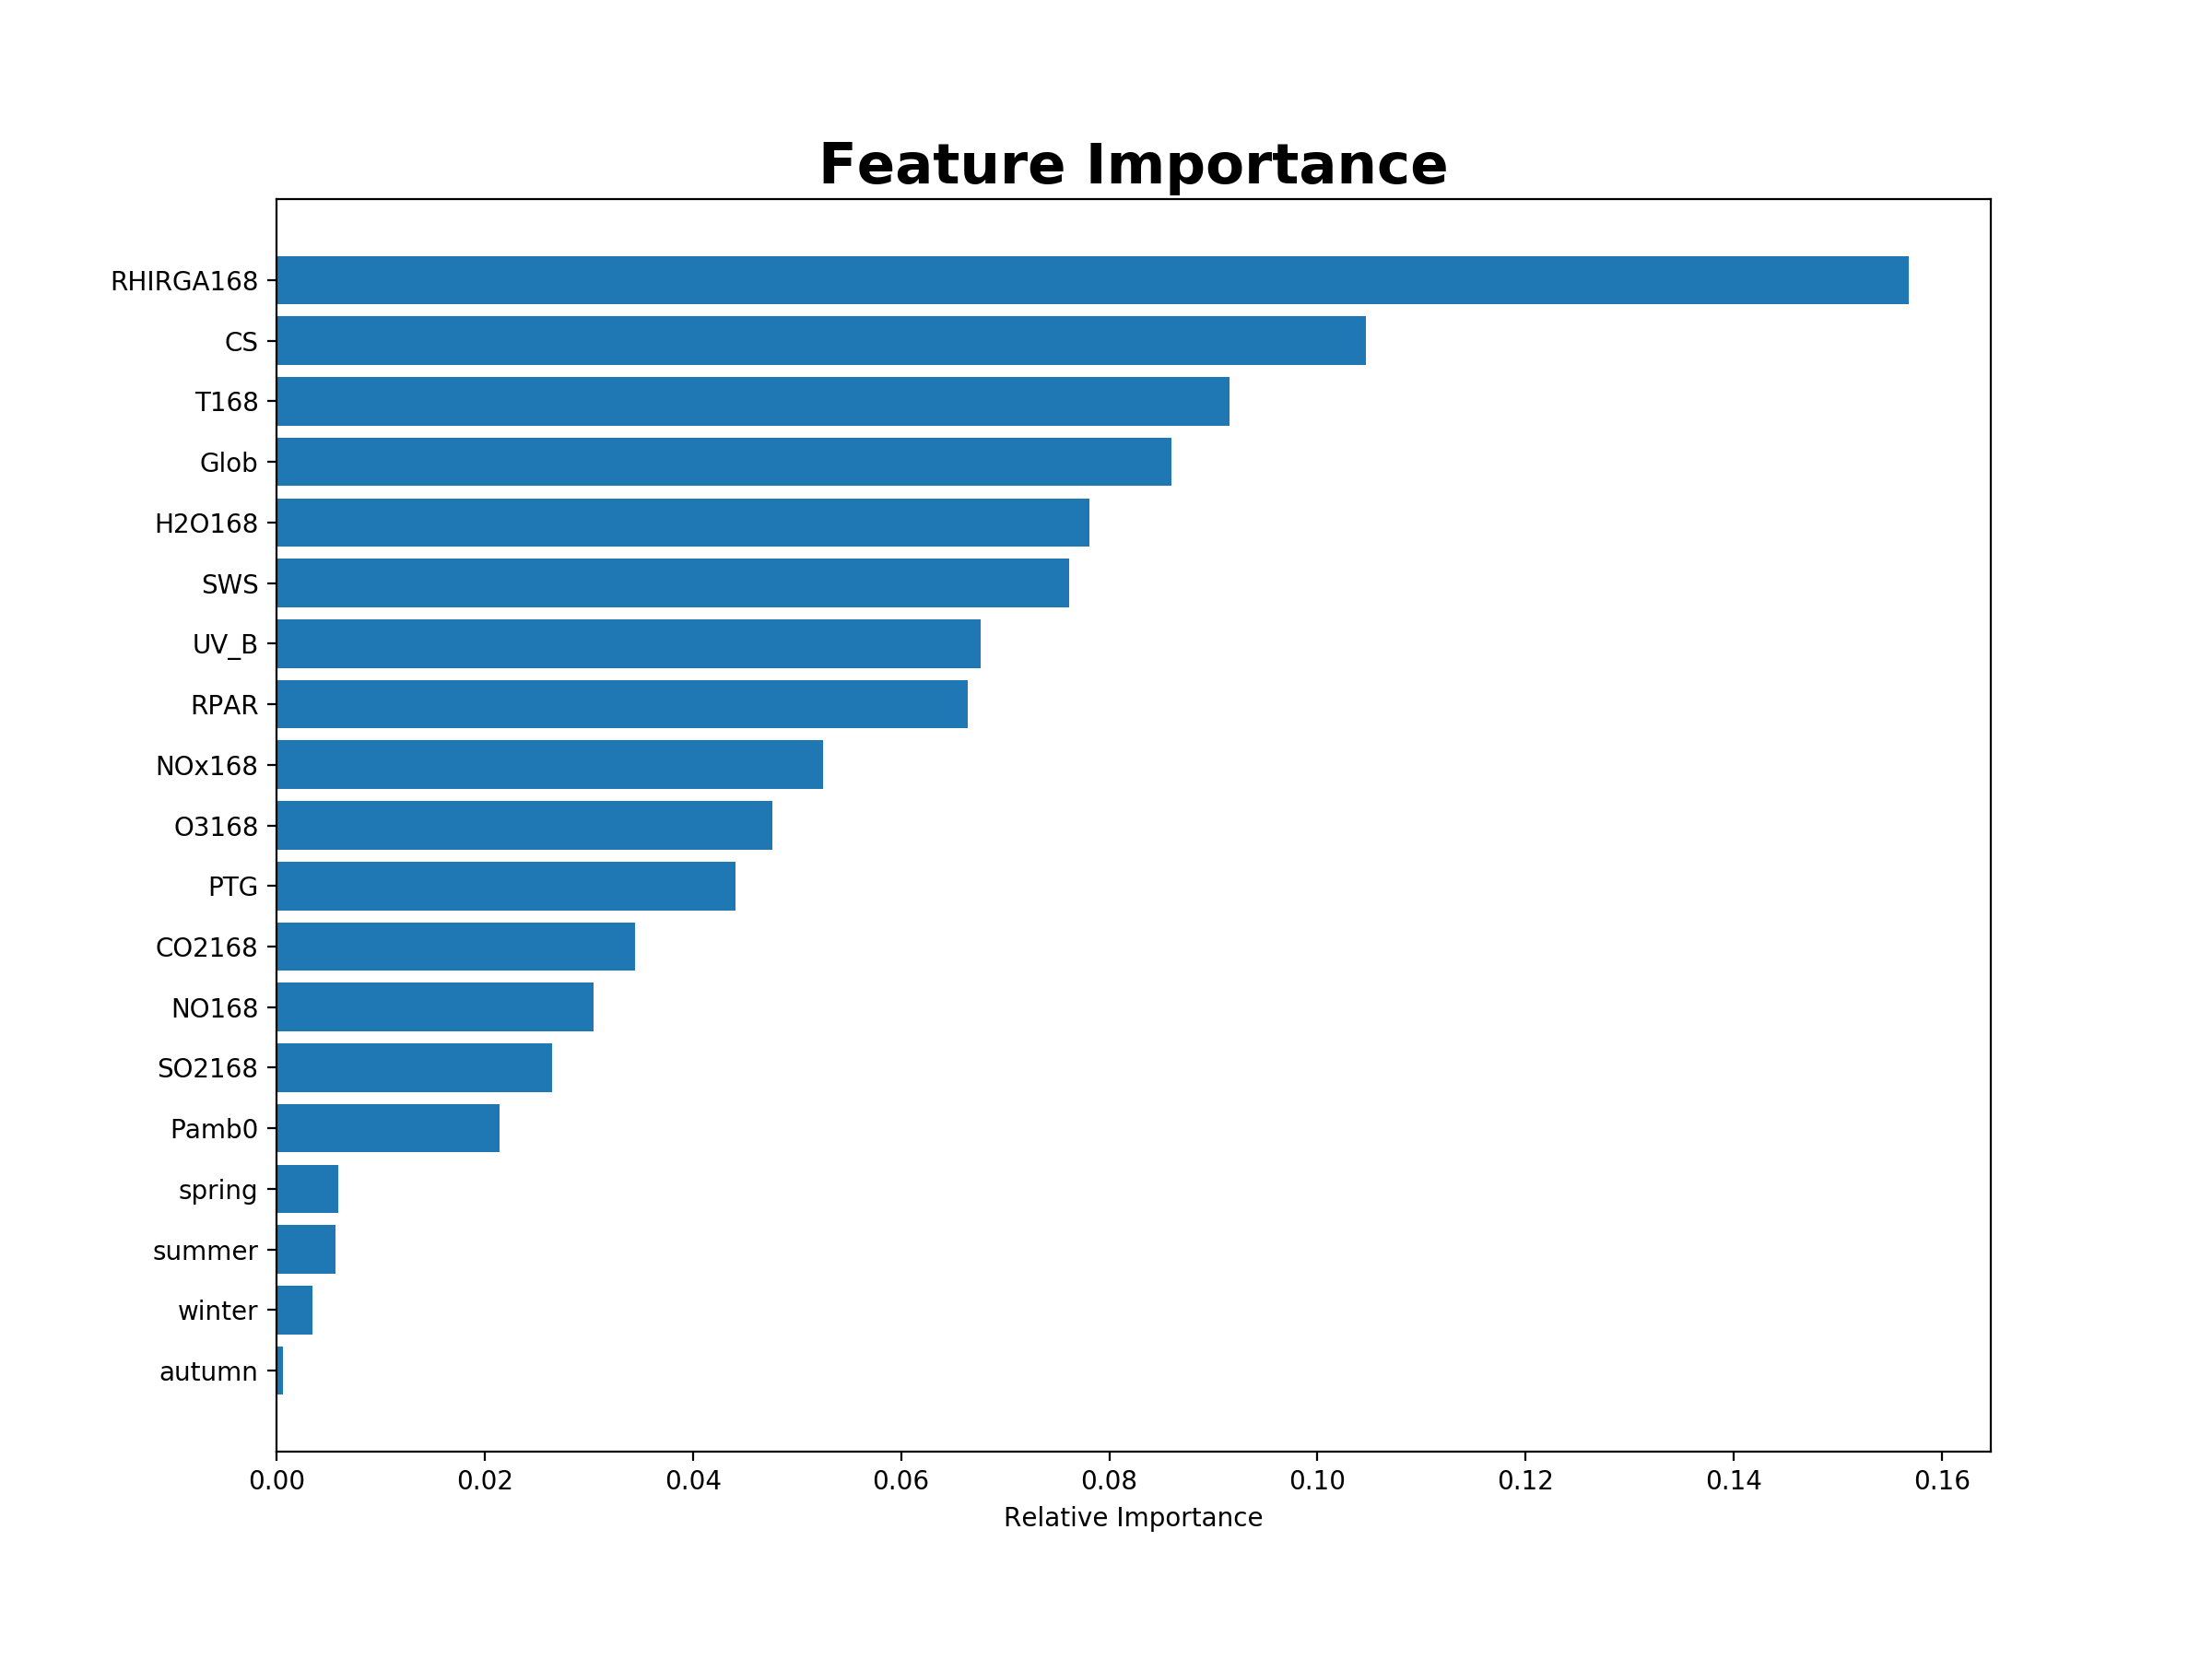 Feature Importance
RHIRGA168
CS
T168
Glob
H2O168
SWS
UV_B
RPAR
NOx168
O3168
PTG
CO2168
NO168
SO2168
Pamb0
spring
summer
winter
autumn
0.00 0.02 0.04 0.06 0.08 0.10 0.12 0.14 0.16
Relative Importance